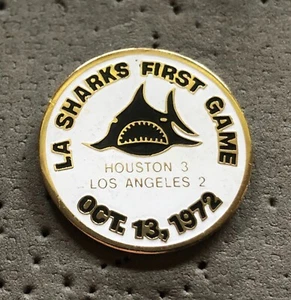 LA SHARKS FIRST GAME
HOUSTON 3
LOS ANGELES 2
OCT. 13, 1972